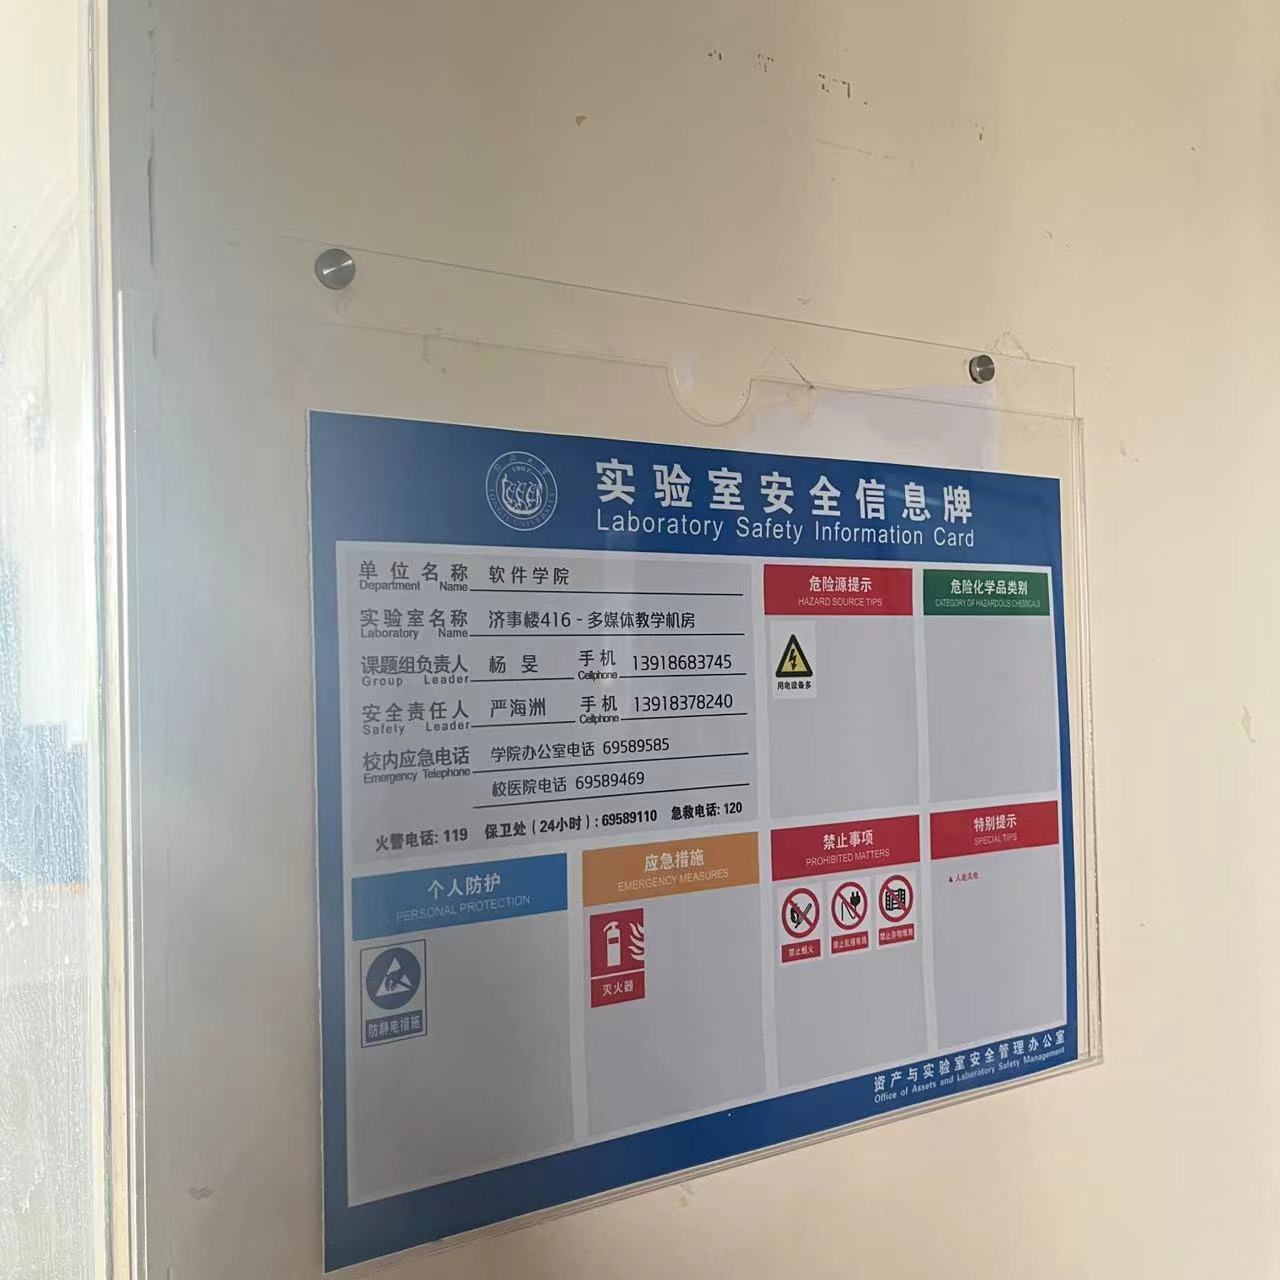 实验室安全信息牌
Laboratory Safety Information Card
单位名称 软件学院
Department Name
实验室名称 济事楼416-多媒体教学机房
Laboratory Name
课题组负责人 杨旻 手机 13918683745
Group Leader Cellphone
安全责任人 严海洲 手机 13918378240
Safety Leader Cellphone
校内应急电话 学院办公室电话 69589585
Emergency Telephone
校医院电话 69589469
火警电话: 119 保卫处(24小时): 69589110 急救电话: 120
危险源提示
HAZARD SOURCE TIPS
用电设备多
危险化学品类别
CATEGORY OF HAZARDOUS CHEMICALS
个人防护
PERSONAL PROTECTION
防静电措施
应急措施
EMERGENCY MEASURES
灭火器
禁止事项
PROHIBITED MATTERS
禁止烟火
禁止乱接电线
禁止杂物堆放
特别提示
SPECIAL TIPS
▲ 人走关电
资产与实验室安全管理办公室
Office of Assets and Laboratory Safety Management
1907
TONGJI UNIVERSITY